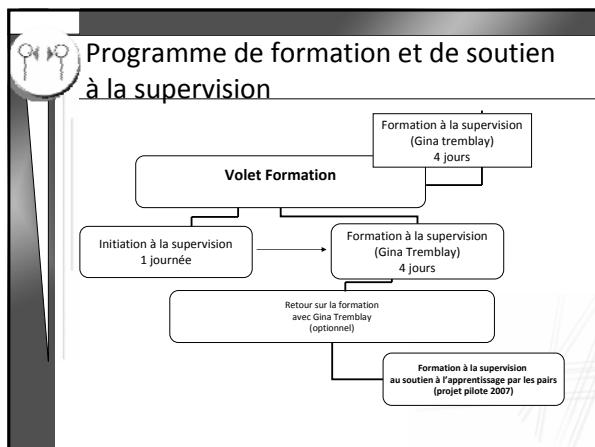 Programme de formation et de soutien
à la supervision
Formation à la supervision
(Gina tremblay)
4 jours
Volet Formation
Initiation à la supervision
1 journée
Formation à la supervision
(Gina Tremblay)
4 jours
Retour sur la formation
avec Gina Tremblay
(optionnel)
Formation à la supervision
au soutien à l'apprentissage par les pairs
(projet pilote 2007)